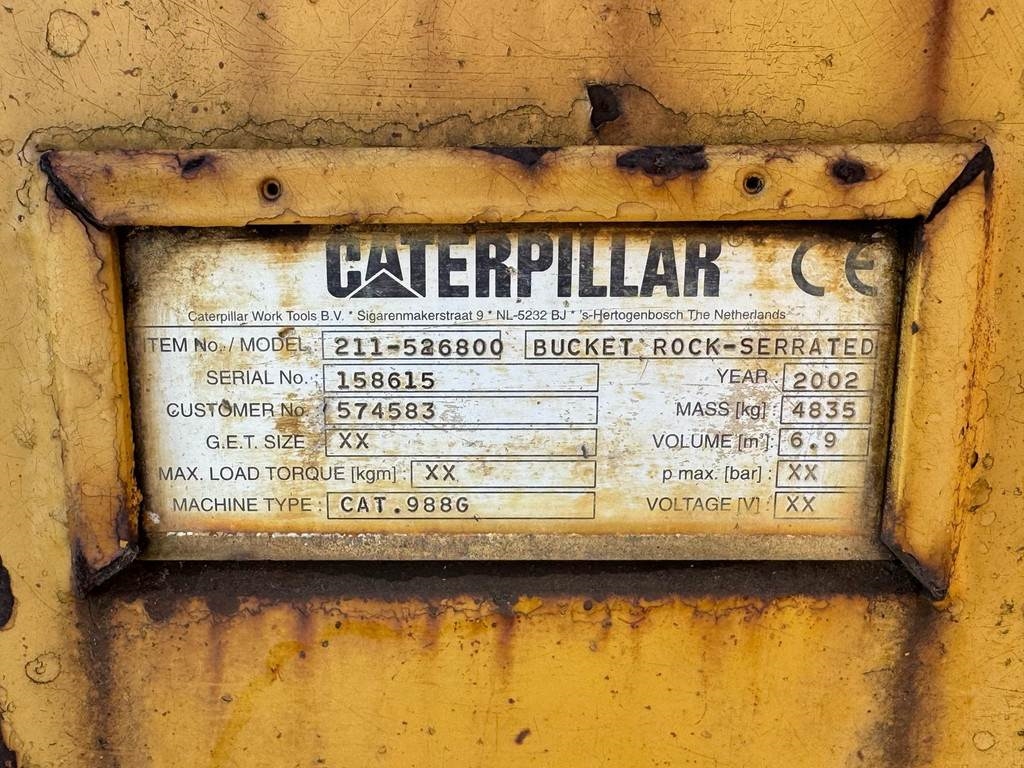 CATERPILLAR CE
Caterpillar Work Tools B.V. * Sigarenmakerstraat 9 * NL-5232 BJ * 's-Hertogenbosch The Netherlands
ITEM No. / MODEL : 211-526800 BUCKET ROCK-SERRATED
SERIAL No. : 158615 YEAR : 2002
CUSTOMER No. : 574583 MASS [kg] : 4835
G.E.T. SIZE : XX VOLUME [m³] : 6.9
MAX. LOAD TORQUE [kgm] : XX p max. [bar] : XX
MACHINE TYPE : CAT.988G VOLTAGE [V] : XX